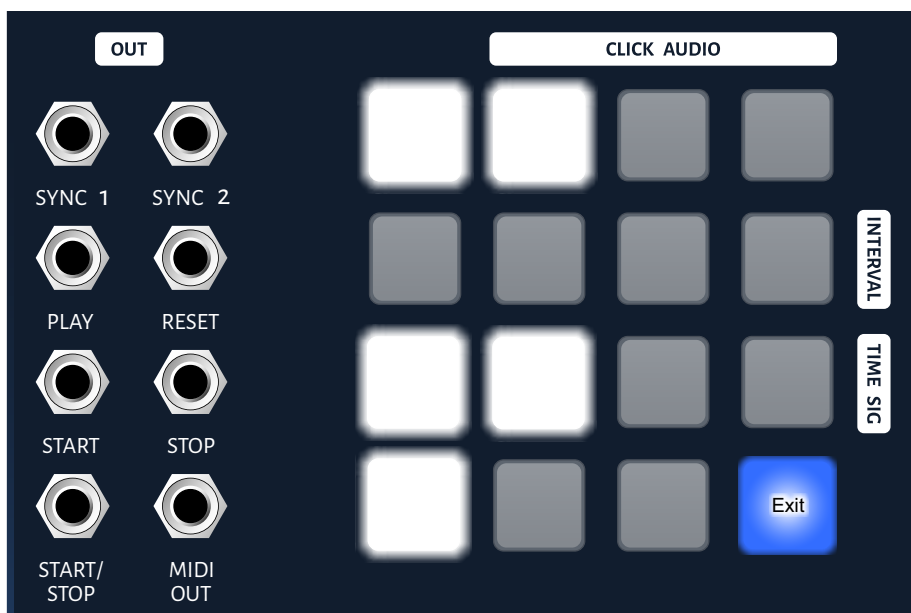 OUT
CLICK AUDIO
SYNC 1
SYNC 2
INTERVAL
PLAY
RESET
TIME SIG
START
STOP
Exit
START/
STOP
MIDI
OUT